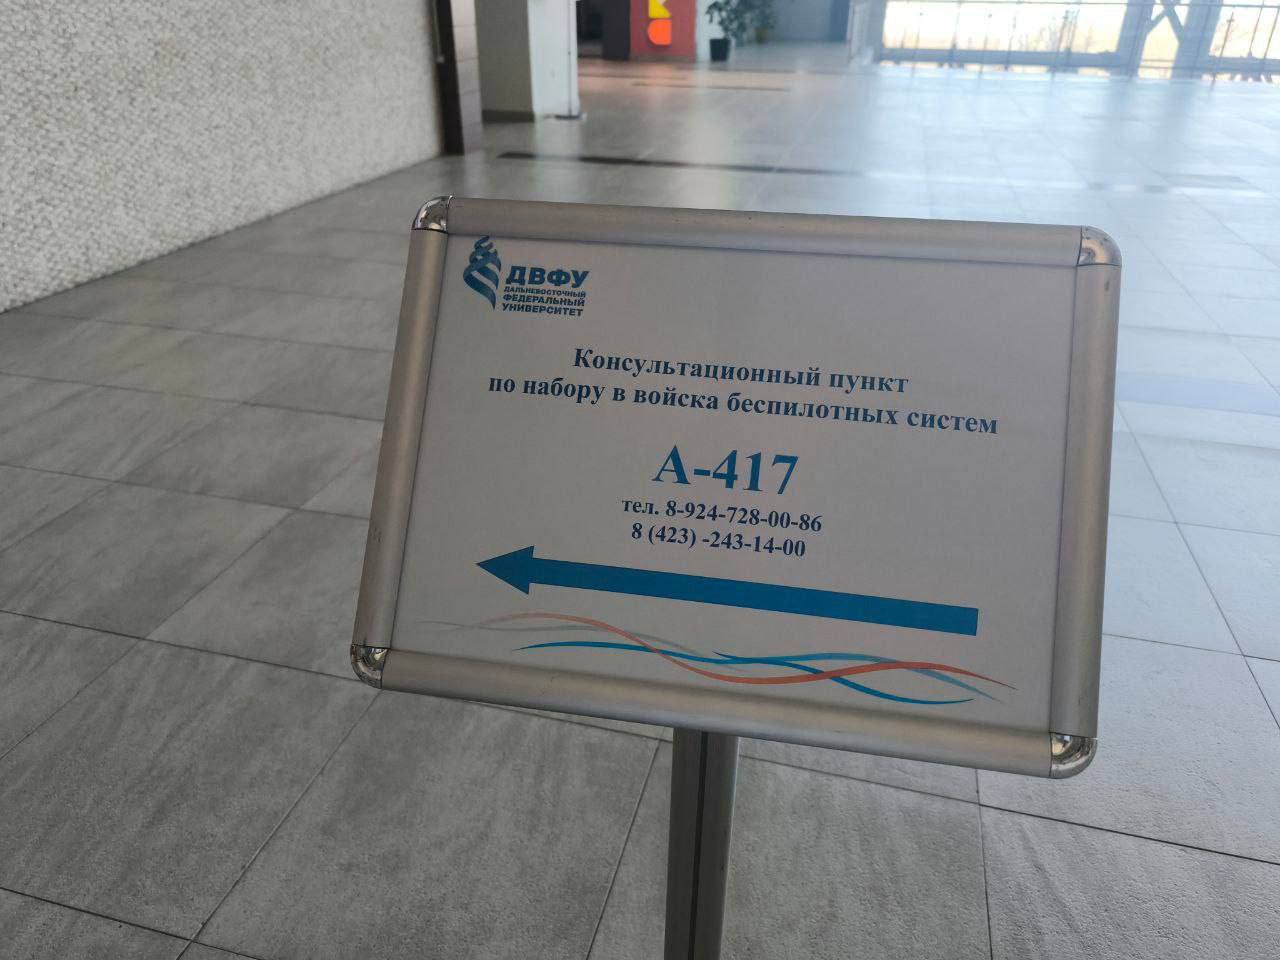 ДВФУ
ДАЛЬНЕВОСТОЧНЫЙ
ФЕДЕРАЛЬНЫЙ
УНИВЕРСИТЕТ
Консультационный пункт
по набору в войска беспилотных систем
А-417
тел. 8-924-728-00-86
8 (423) -243-14-00